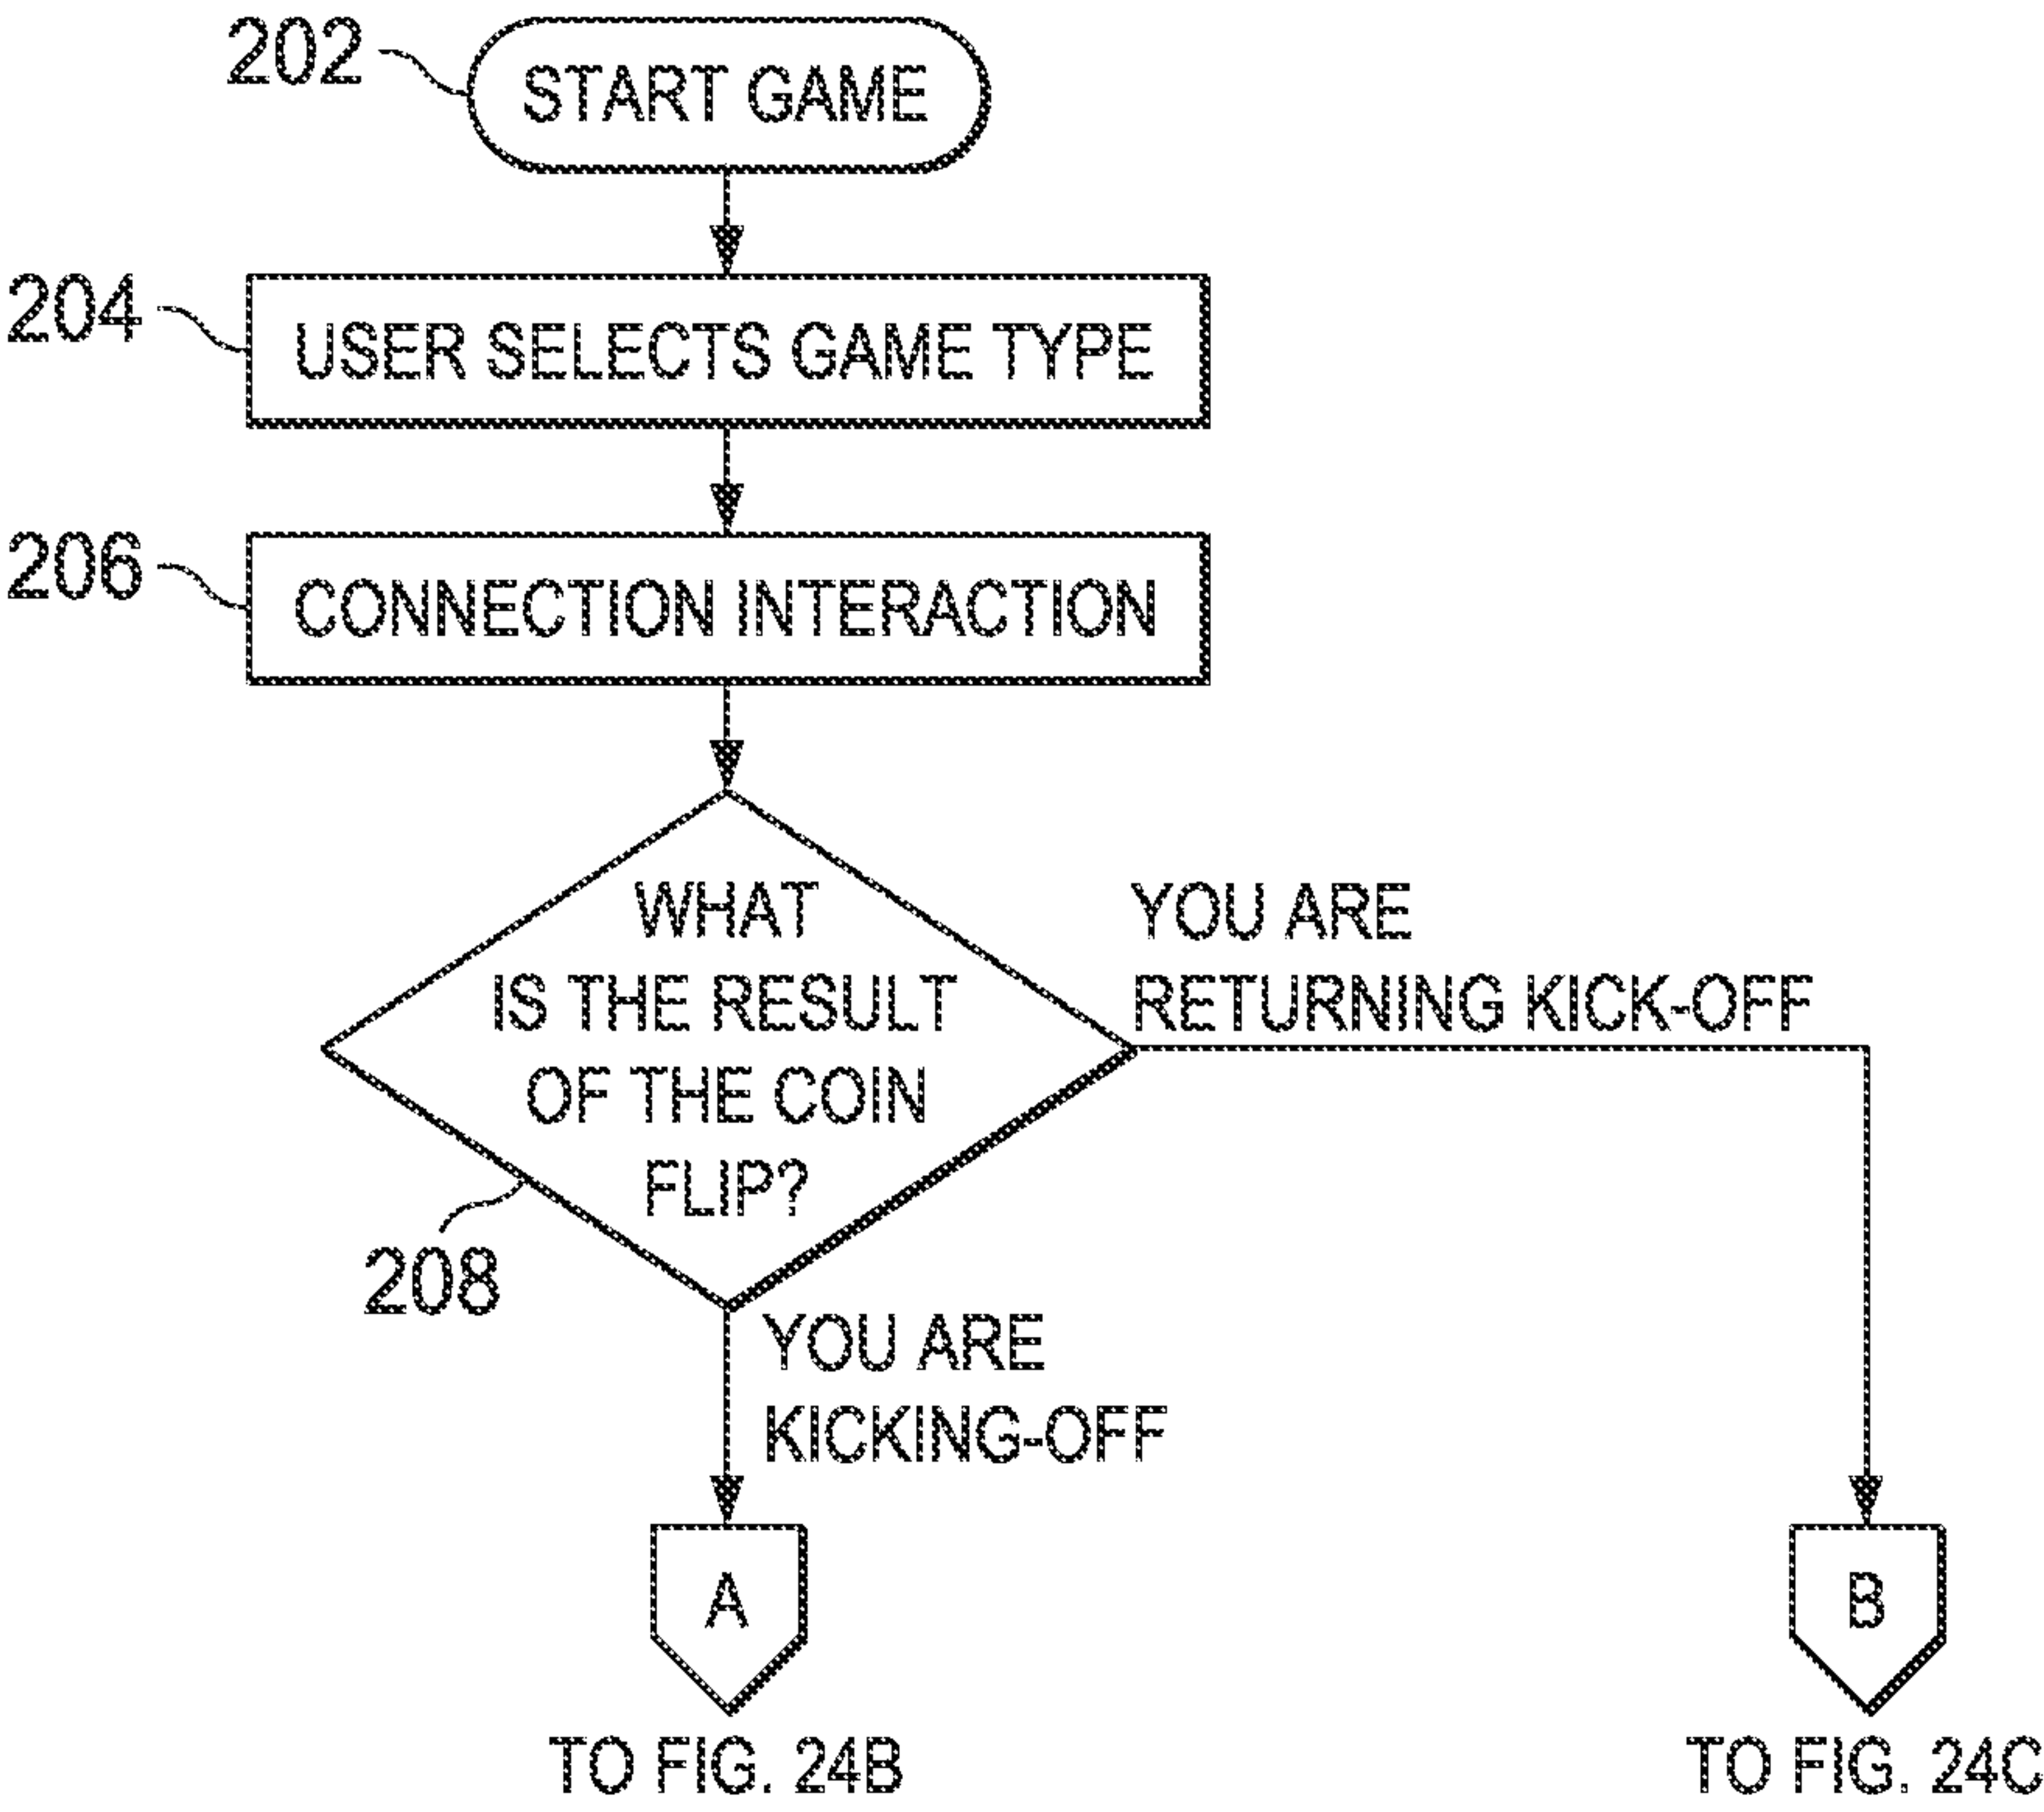 202
START GAME
204
USER SELECTS GAME TYPE
206
CONNECTION INTERACTION
WHAT
IS THE RESULT
OF THE COIN
FLIP?
208
YOU ARE
RETURNING KICK-OFF
YOU ARE
KICKING-OFF
A
TO FIG. 24B
B
TO FIG. 24C